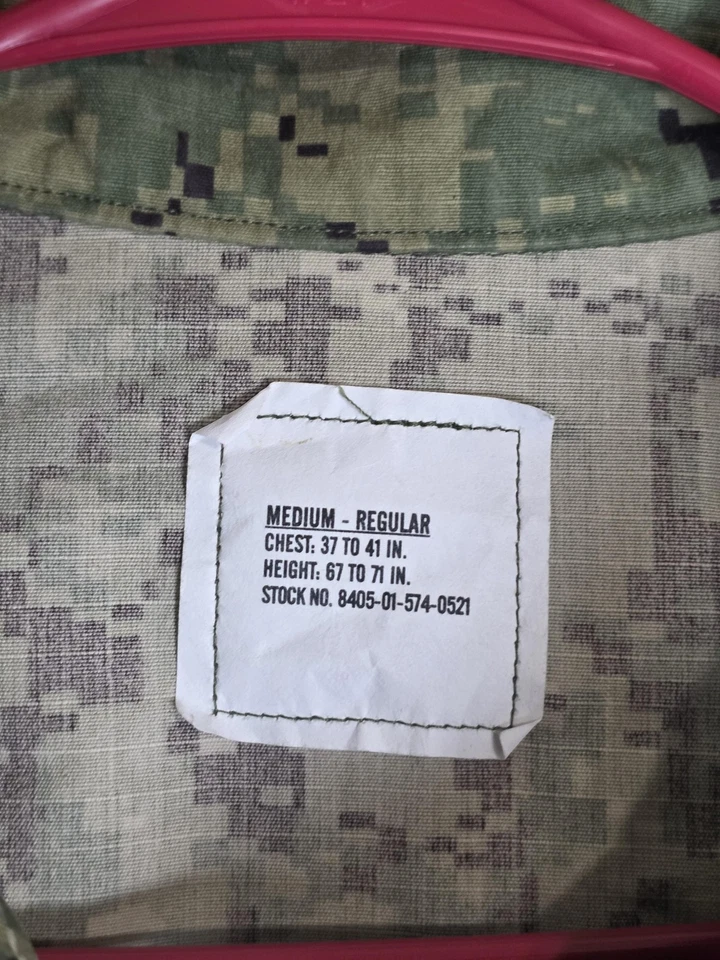 MEDIUM - REGULAR
CHEST: 37 TO 41 IN.
HEIGHT: 67 TO 71 IN.
STOCK NO. 8405-01-574-0521